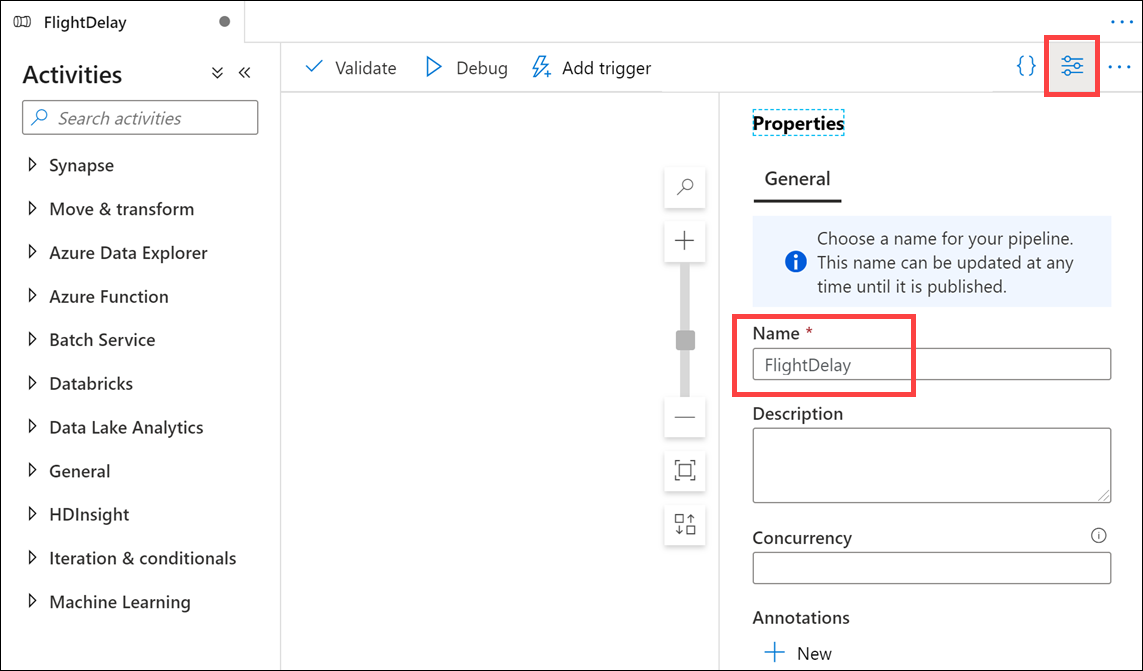 FlightDelay
Activities
Search activities
Synapse
Move & transform
Azure Data Explorer
Azure Function
Batch Service
Databricks
Data Lake Analytics
General
HDInsight
Iteration & conditionals
Machine Learning
Validate
Debug
Add trigger
{}
Properties
General
Choose a name for your pipeline.
This name can be updated at any
time until it is published.
Name *
FlightDelay
Description
Concurrency
Annotations
New